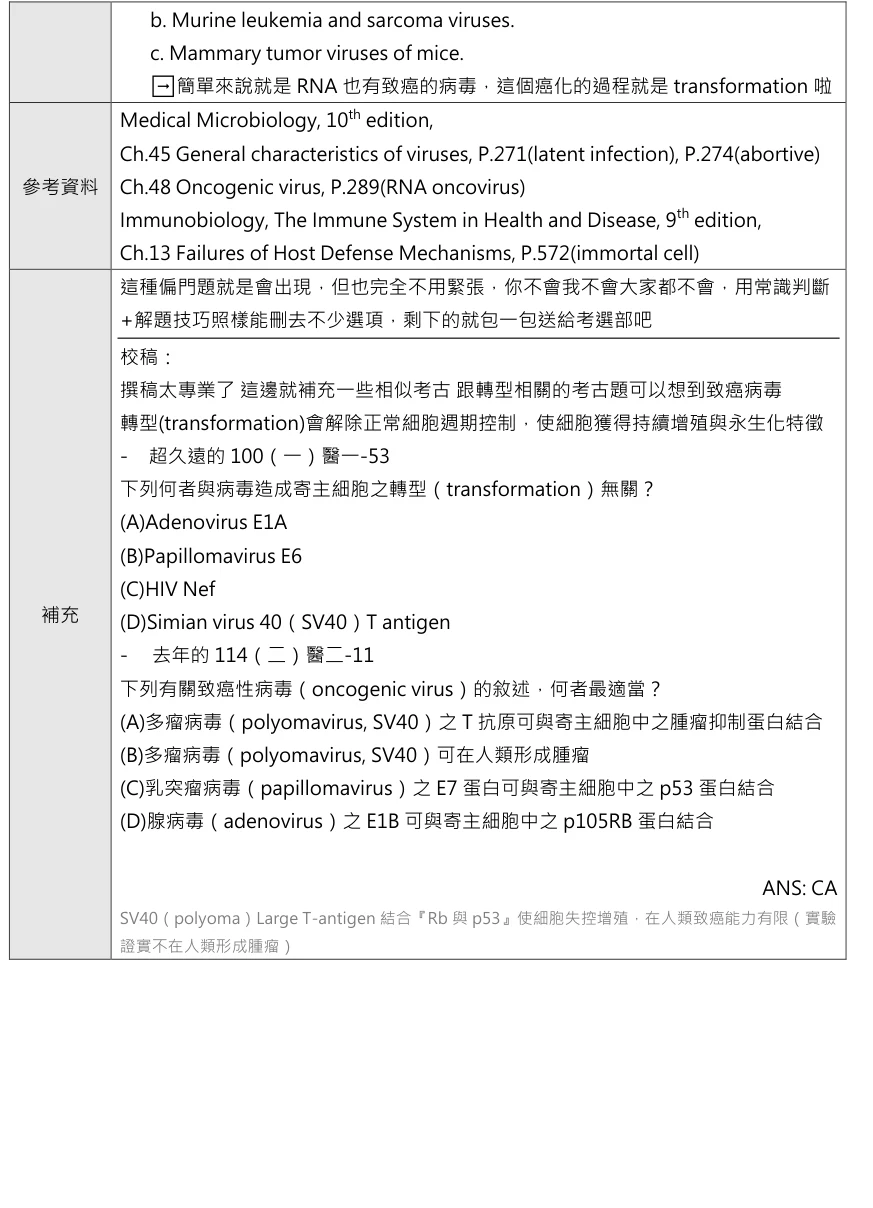 b. Murine leukemia and sarcoma viruses.
c. Mammary tumor viruses of mice.
→簡單來說就是 RNA 也有致癌的病毒，這個癌化的過程就是 transformation 啦
參考資料
Medical Microbiology, 10th edition,
Ch.45 General characteristics of viruses, P.271(latent infection), P.274(abortive)
Ch.48 Oncogenic virus, P.289(RNA oncovirus)
Immunobiology, The Immune System in Health and Disease, 9th edition,
Ch.13 Failures of Host Defense Mechanisms, P.572(immortal cell)
補充
這種偏門題就是會出現，但也完全不用緊張，你不會我不會大家都不會，用常識判斷
+解題技巧照樣能刪去不少選項，剩下的就包一包送給考選部吧
校稿：
撰稿太專業了 這邊就補充一些相似考古 跟轉型相關的考古題可以想到致癌病毒
轉型(transformation)會解除正常細胞週期控制，使細胞獲得持續增殖與永生化特徵
- 超久遠的 100（一）醫一-53
下列何者與病毒造成寄主細胞之轉型（transformation）無關？
(A)Adenovirus E1A
(B)Papillomavirus E6
(C)HIV Nef
(D)Simian virus 40（SV40）T antigen
- 去年的 114（二）醫二-11
下列有關致癌性病毒（oncogenic virus）的敘述，何者最適當？
(A)多瘤病毒（polyomavirus, SV40）之 T 抗原可與寄主細胞中之腫瘤抑制蛋白結合
(B)多瘤病毒（polyomavirus, SV40）可在人類形成腫瘤
(C)乳突瘤病毒（papillomavirus）之 E7 蛋白可與寄主細胞中之 p53 蛋白結合
(D)腺病毒（adenovirus）之 E1B 可與寄主細胞中之 p105RB 蛋白結合
ANS: CA
SV40（polyoma）Large T-antigen 結合『Rb 與 p53』使細胞失控增殖，在人類致癌能力有限（實驗
證實不在人類形成腫瘤）